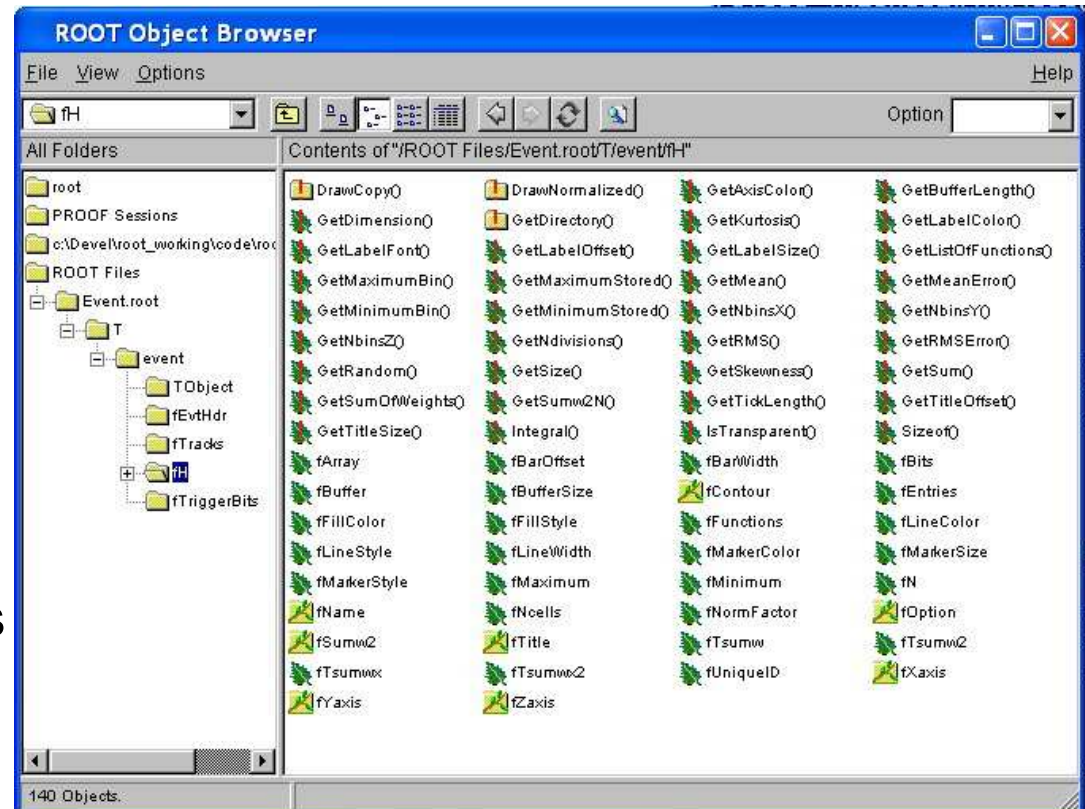 ROOT Object Browser
File View Options Help
fH Option
All Folders
Contents of "/ROOT Files/Event.root/T/event/fH"
root
PROOF Sessions
c:\Devel\root_working\code\roo
ROOT Files
Event.root
T
event
TObject
fEvtHdr
fTracks
fH
fTriggerBits
DrawCopy() DrawNormalized() GetAxisColor() GetBufferLength()
GetDimension() GetDirectory() GetKurtosis() GetLabelColor()
GetLabelFont() GetLabelOffset() GetLabelSize() GetListOfFunctions()
GetMaximumBin() GetMaximumStored() GetMean() GetMeanError()
GetMinimumBin() GetMinimumStored() GetNbinsX() GetNbinsY()
GetNbinsZ() GetNdivisions() GetRMS() GetRMSError()
GetRandom() GetSize() GetSkewness() GetSum()
GetSumOfWeights() GetSumw2N() GetTickLength() GetTitleOffset()
GetTitleSize() Integral() IsTransparent() Sizeof()
fArray fBarOffset fBarWidth fBits
fBuffer fBufferSize fContour fEntries
fFillColor fFillStyle fFunctions fLineColor
fLineStyle fLineWidth fMarkerColor fMarkerSize
fMarkerStyle fMaximum fMinimum fN
fName fNcells fNormFactor fOption
fSumw2 fTitle fTsumw fTsumw2
fTsumwx fTsumwx2 fUniqueID fXaxis
fYaxis fZaxis
s
140 Objects.